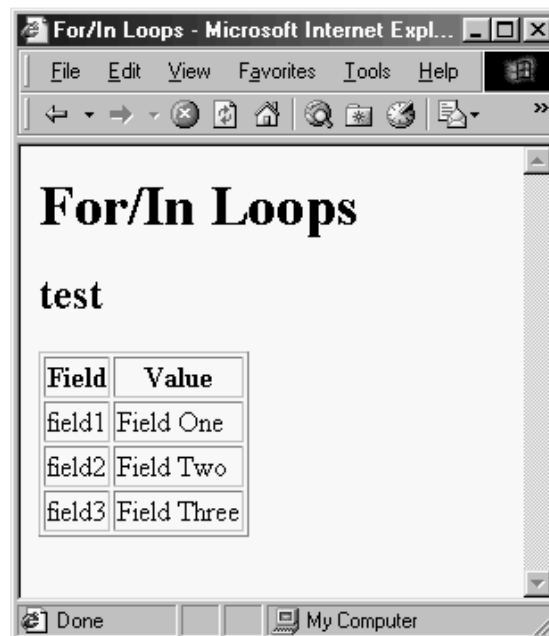 For/In Loops - Microsoft Internet Expl...
File Edit View Favorites Tools Help
»
For/In Loops
test
Field Value
field1 Field One
field2 Field Two
field3 Field Three
Done My Computer